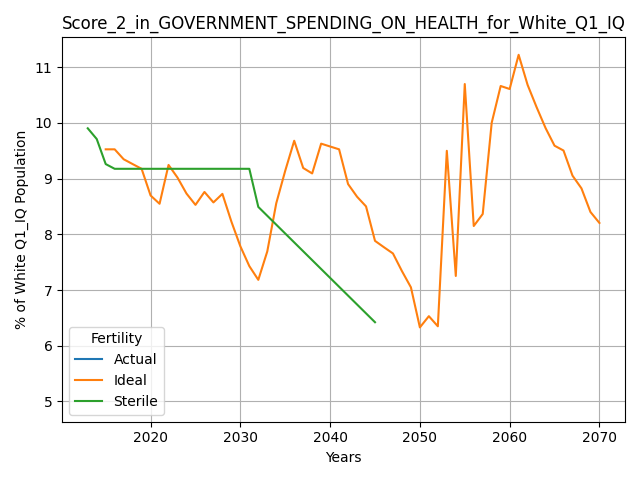 Score_2_in_GOVERNMENT_SPENDING_ON_HEALTH_for_White_Q1_IQ
% of White Q1_IQ Population
11
10
9
8
7
6
5
Fertility
Actual
Ideal
Sterile
2020 2030 2040 2050 2060 2070
Years